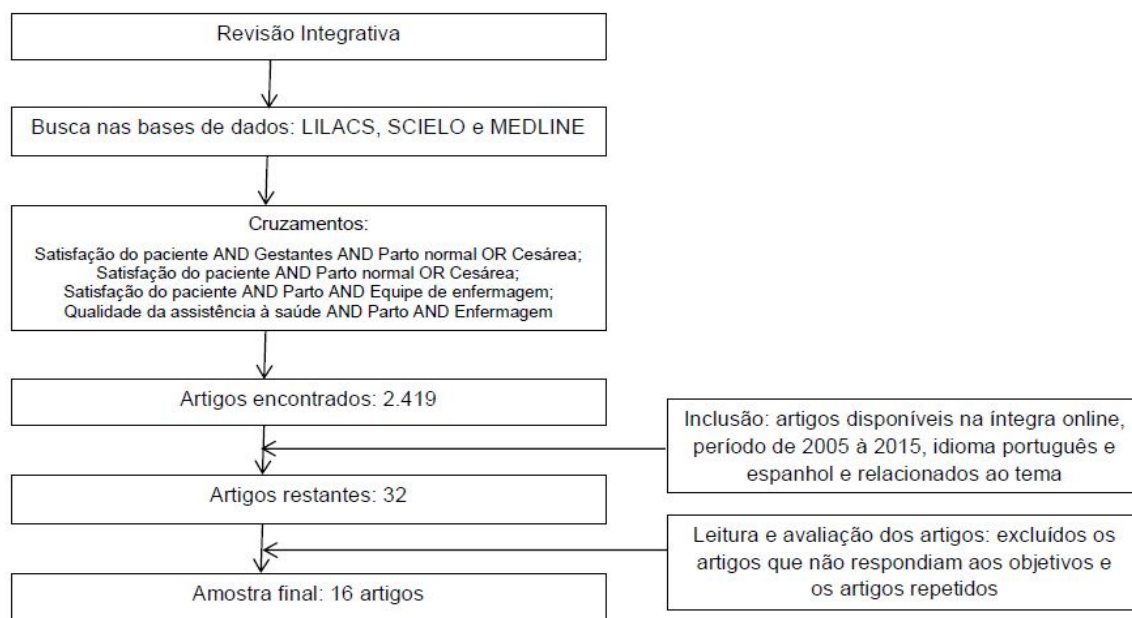 Revisão Integrativa
Busca nas bases de dados: LILACS, SCIELO e MEDLINE
Cruzamentos:
Satisfação do paciente AND Gestantes AND Parto normal OR Cesárea;
Satisfação do paciente AND Parto normal OR Cesárea;
Satisfação do paciente AND Parto AND Equipe de enfermagem;
Qualidade da assistência à saúde AND Parto AND Enfermagem
Artigos encontrados: 2.419
Inclusão: artigos disponíveis na íntegra online,
período de 2005 à 2015, idioma português e
espanhol e relacionados ao tema
Artigos restantes: 32
Leitura e avaliação dos artigos: excluídos os
artigos que não respondiam aos objetivos e
os artigos repetidos
Amostra final: 16 artigos